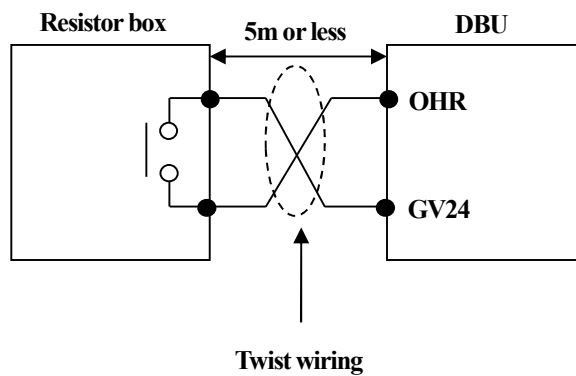 Resistor box
5m or less
DBU
OHR
GV24
Twist wiring